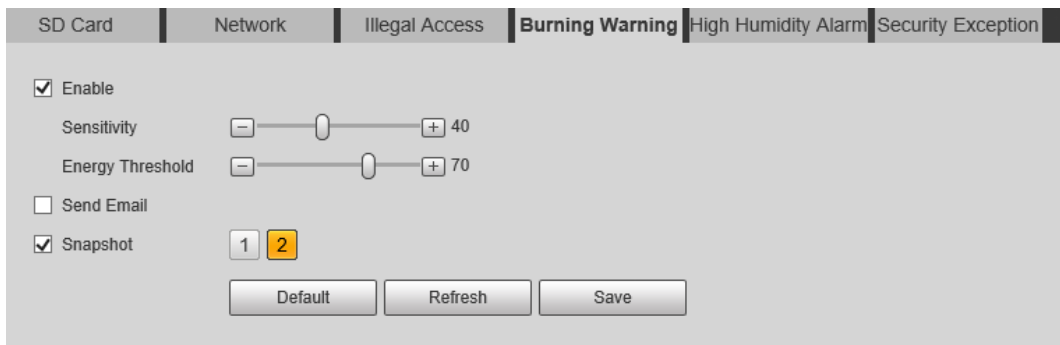 SD Card Network Illegal Access Burning Warning High Humidity Alarm Security Exception
Enable
Sensitivity 40
Energy Threshold 70
Send Email
Snapshot 1 2
Default Refresh Save